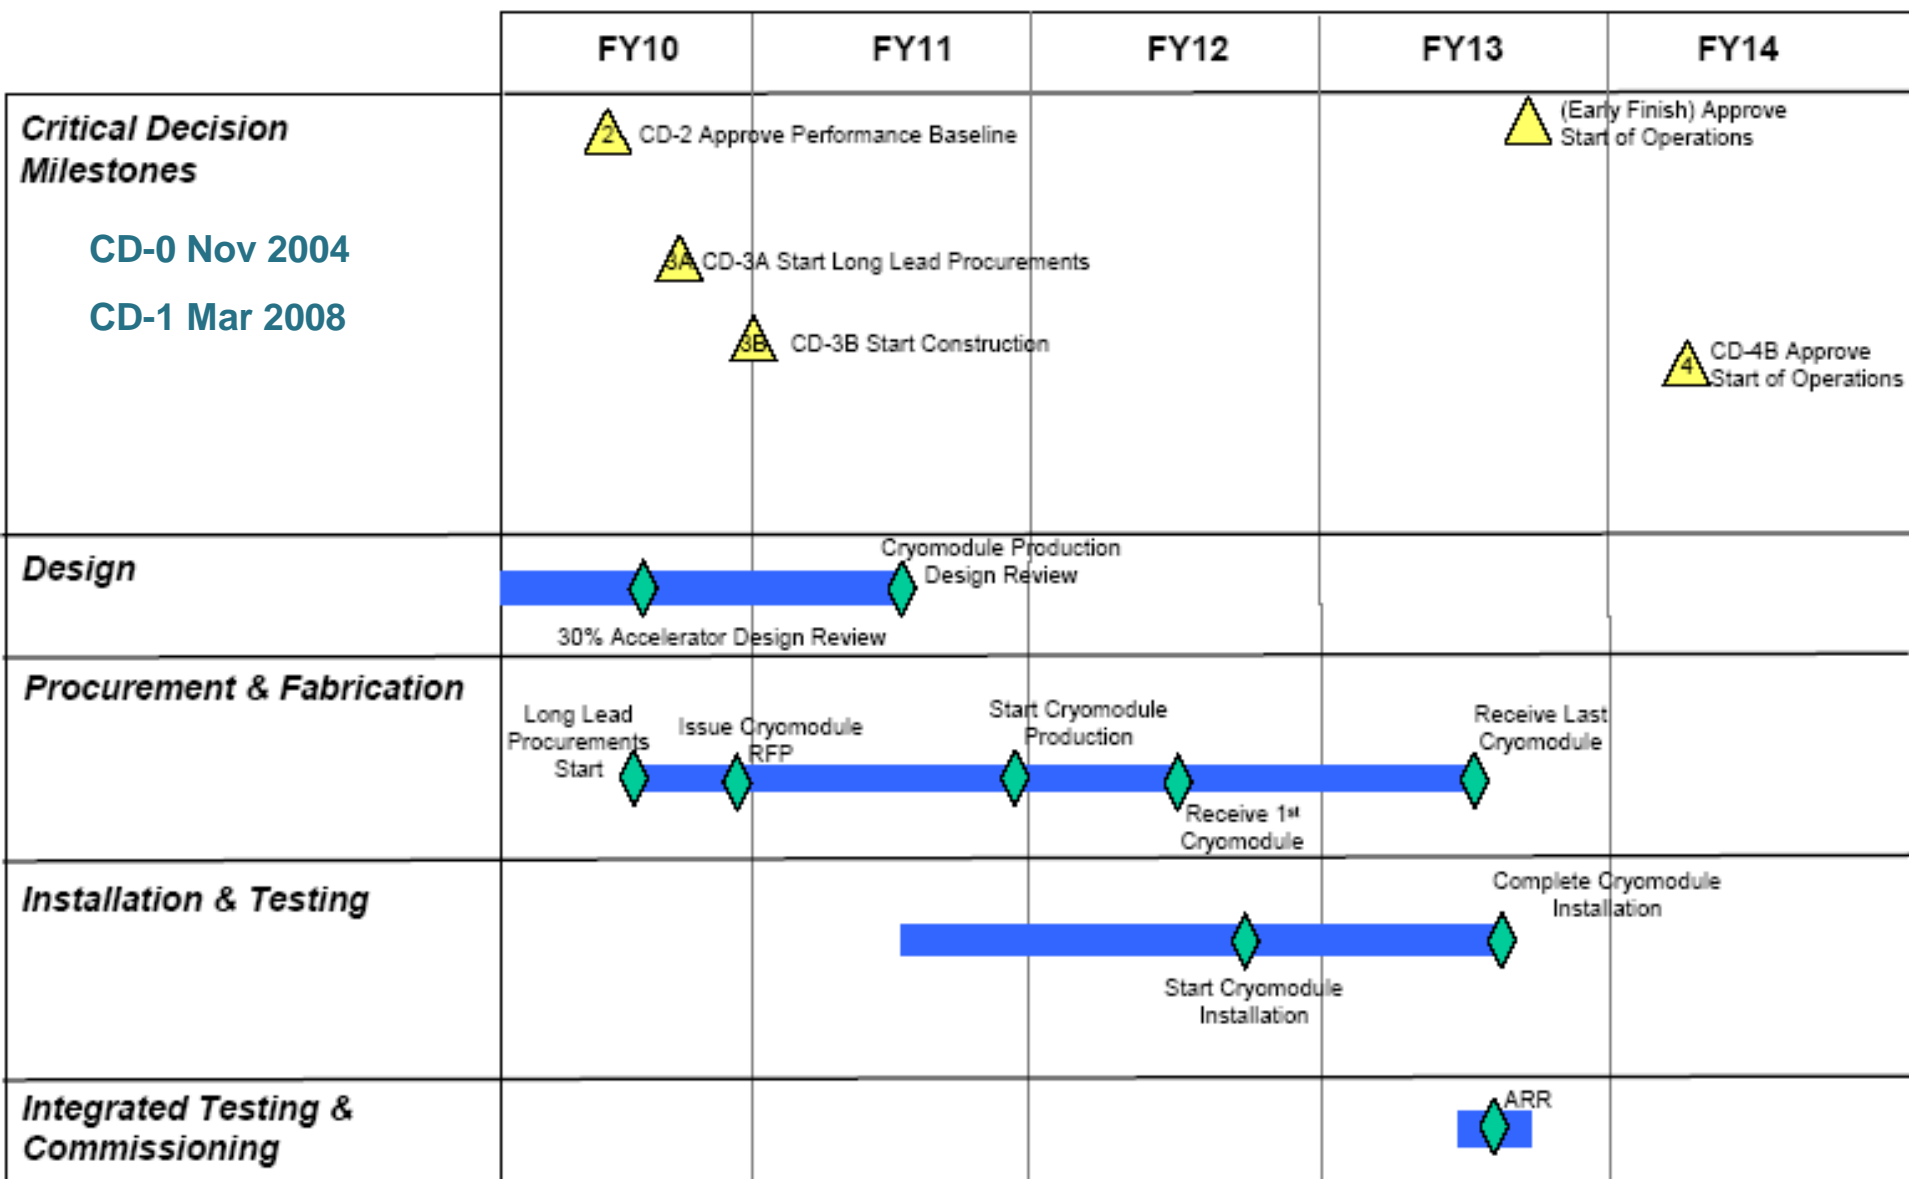 FY10 FY11 FY12 FY13 FY14
Critical Decision
Milestones
CD-0 Nov 2004
CD-1 Mar 2008
2 CD-2 Approve Performance Baseline
(Early Finish) Approve
Start of Operations
3A CD-3A Start Long Lead Procurements
3B CD-3B Start Construction
4 CD-4B Approve
Start of Operations
Design
Cryomodule Production
Design Review
30% Accelerator Design Review
Procurement & Fabrication
Long Lead
Procurements
Start
Issue Cryomodule
RFP
Start Cryomodule
Production
Receive 1st
Cryomodule
Receive Last
Cryomodule
Installation & Testing
Start Cryomodule
Installation
Complete Cryomodule
Installation
Integrated Testing &
Commissioning
ARR